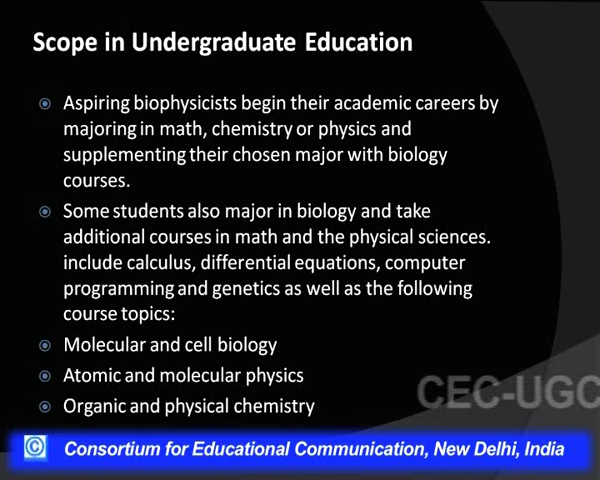 Scope in Undergraduate Education
Aspiring biophysicists begin their academic careers by
majoring in math, chemistry or physics and
supplementing their chosen major with biology
courses.
Some students also major in biology and take
additional courses in math and the physical sciences.
include calculus, differential equations, computer
programming and genetics as well as the following
course topics:
Molecular and cell biology
Atomic and molecular physics
Organic and physical chemistry
CEC-UGC
© Consortium for Educational Communication, New Delhi, India